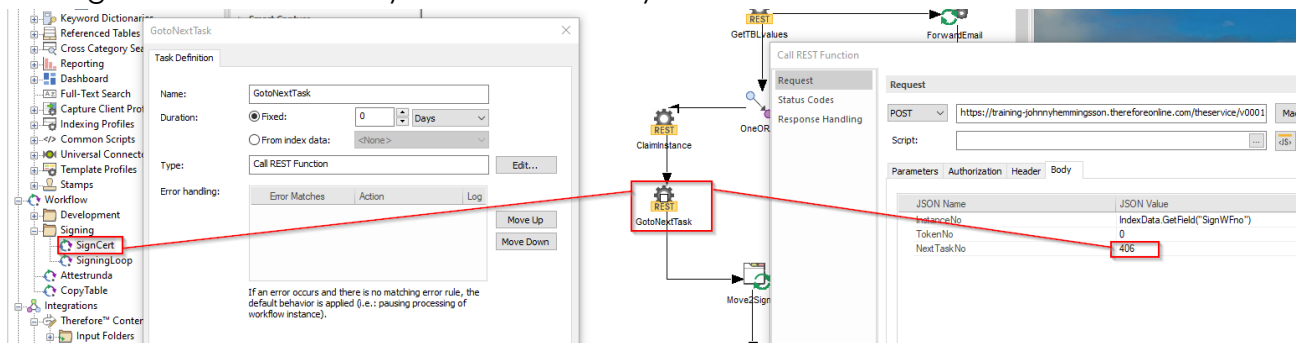 Keyword Dictionaries
Referenced Tables
Cross Category Sea
Reporting
Dashboard
Full-Text Search
Capture Client Prof
Indexing Profiles
Common Scripts
Universal Connecto
Template Profiles
Stamps
Workflow
Development
Signing
SignCert
SigningLoop
Attestrunda
CopyTable
Integrations
Therefore™ Conten
Input Folders
GotoNextTask
Task Definition
Name: GotoNextTask
Duration: Fixed: 0 Days
From index data: <None>
Type: Call REST Function Edit...
Error handling: Error Matches Action Log
Move Up
Move Down
If an error occurs and there is no matching error rule, the
default behavior is applied (i.e.: pausing processing of
workflow instance).
REST
GetTBLvalues
ForwardEmail
REST
ClaimInstance
OneOR
REST
GotoNextTask
Move2Sign
Call REST Function
Request
Status Codes
Response Handling
Request
POST https://training-johnnyhemmingsson.thereforeonline.com/theservice/v0001 Mac
Script: ... JS
Parameters Authorization Header Body
JSON Name JSON Value
InstanceNo IndexData.GetField("SignWFno")
TokenNo 0
NextTaskNo 406